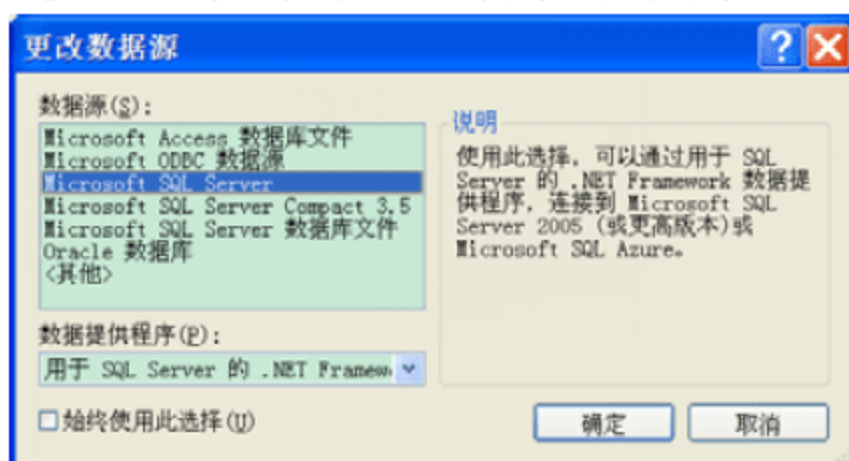 更改数据源
数据源(S):
Microsoft Access 数据库文件
Microsoft ODBC 数据源
Microsoft SQL Server
Microsoft SQL Server Compact 3.5
Microsoft SQL Server 数据库文件
Oracle 数据库
<其他>
说明
使用此选择，可以通过用于 SQL
Server 的 .NET Framework 数据提
供程序，连接到 Microsoft SQL
Server 2005 (或更高版本)或
Microsoft SQL Azure。
数据提供程序(P):
用于 SQL Server 的 .NET Framew
始终使用此选择(U)
确定
取消